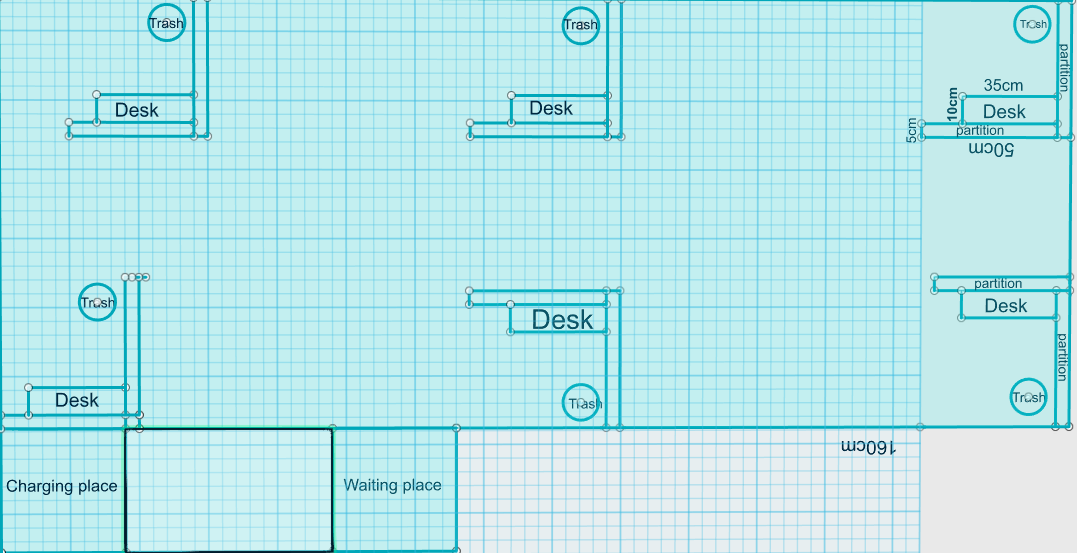 Trash
Trash
Trash
partition
35cm
10cm
Desk
Desk
Desk
5cm
partition
50cm
partition
Trash
Desk
Desk
partition
Desk
Trash
Trash
160cm
Charging place
Waiting place